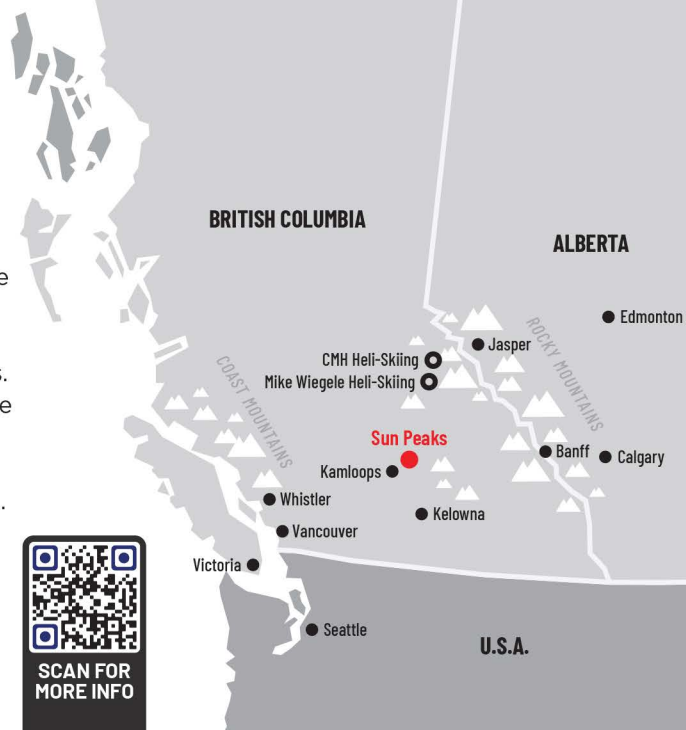 e
s.
e
.
BRITISH COLUMBIA
ALBERTA
Edmonton
Jasper
ROCKY MOUNTAINS
CMH Heli-Skiing
Mike Wiegele Heli-Skiing
COAST MOUNTAINS
Sun Peaks
Kamloops
Banff
Calgary
Whistler
Kelowna
Vancouver
Victoria
Seattle
U.S.A.
SCAN FOR
MORE INFO